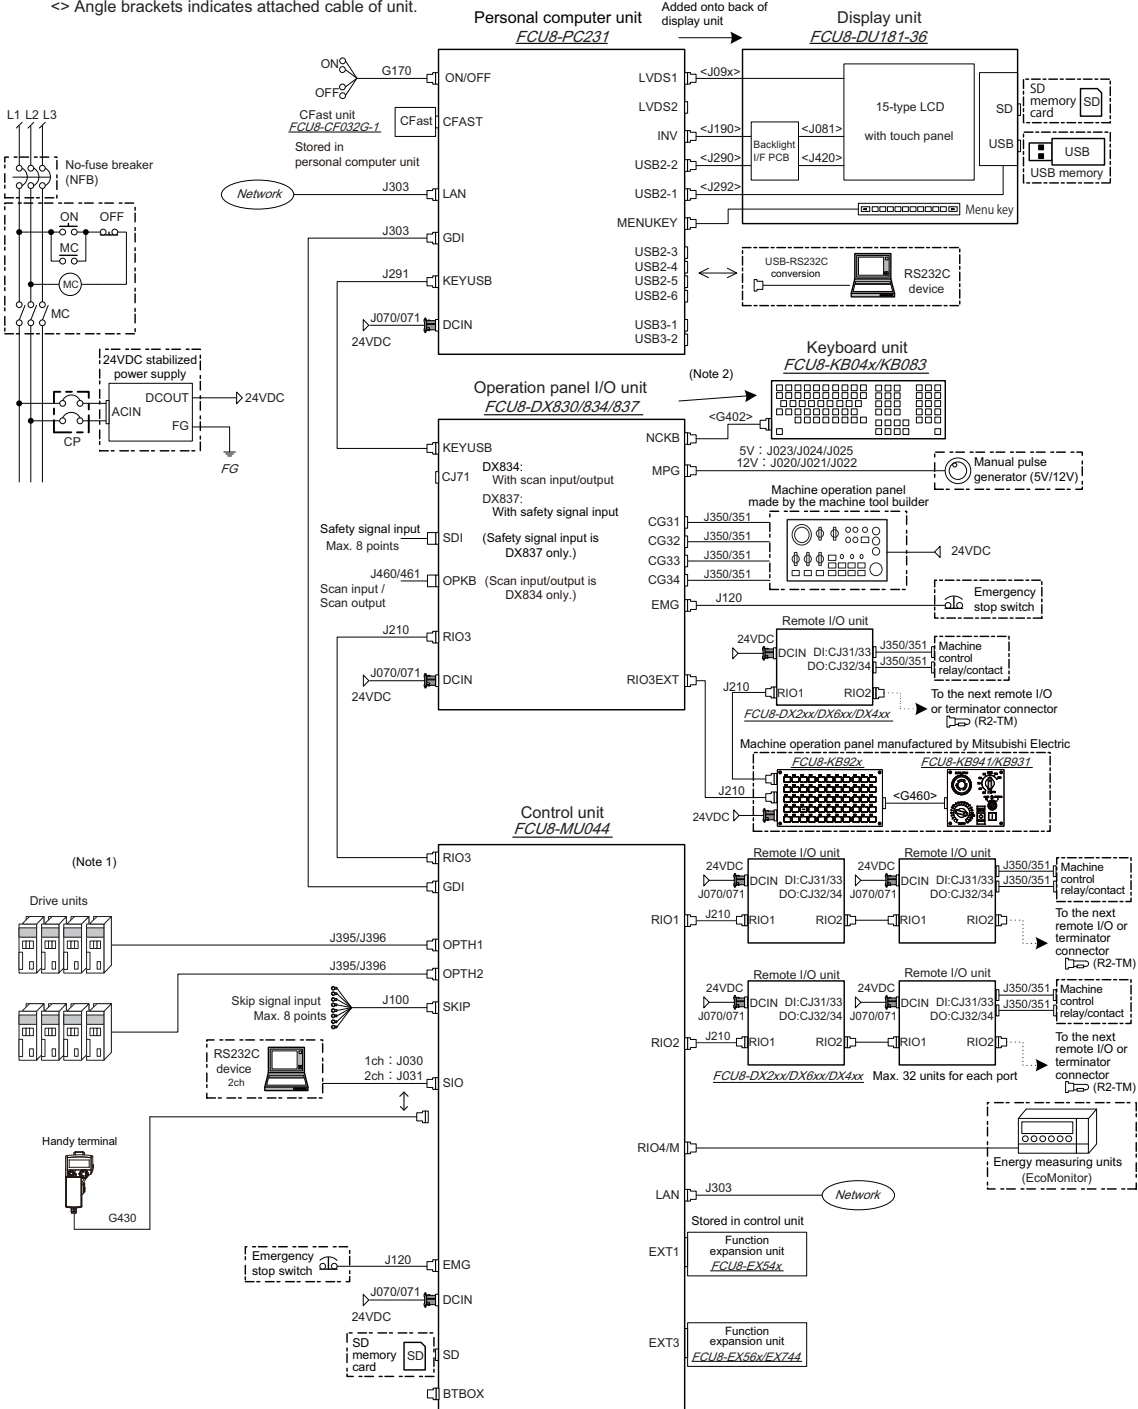 <> Angle brackets indicates attached cable of unit.
Personal computer unit
FCU8-PC231
Added onto back of
display unit
Display unit
FCU8-DU181-36
ON
OFF
G170
ON/OFF
CFast unit
FCU8-CF032G-1
CFast
CFAST
Stored in
personal computer unit
Network
J303
LAN
J303
GDI
J291
KEYUSB
J070/071
24VDC
DCIN
LVDS1
LVDS2
INV
USB2-2
USB2-1
MENUKEY
USB2-3
USB2-4
USB2-5
USB2-6
USB3-1
USB3-2
<J09x>
<J190>
<J290>
<J292>
Backlight
I/F PCB
<J081>
<J420>
15-type LCD
with touch panel
SD
USB
Menu key
SD
memory
card
SD
USB
USB memory
USB-RS232C
conversion
RS232C
device
L1 L2 L3
No-fuse breaker
(NFB)
ON
OFF
MC
MC
MC
24VDC stabilized
power supply
DCOUT
ACIN
FG
24VDC
FG
CP
Operation panel I/O unit
FCU8-DX830/834/837
(Note 2)
Keyboard unit
FCU8-KB04x/KB083
KEYUSB
CJ71
DX834:
With scan input/output
DX837:
With safety signal input
Safety signal input
Max. 8 points
SDI
(Safety signal input is
DX837 only.)
J460/461
Scan input /
Scan output
OPKB
(Scan input/output is
DX834 only.)
J210
RIO3
J070/071
24VDC
DCIN
NCKB
<G402>
MPG
5V : J023/J024/J025
12V : J020/J021/J022
Manual pulse
generator (5V/12V)
Machine operation panel
made by the machine tool builder
CG31
J350/351
CG32
J350/351
CG33
J350/351
CG34
J350/351
24VDC
EMG
J120
Emergency
stop switch
RIO3EXT
Remote I/O unit
24VDC
DCIN
DI:CJ31/33
DO:CJ32/34
J350/351
J350/351
Machine
control
relay/contact
J210
RIO1
RIO2
FCU8-DX2xx/DX6xx/DX4xx
To the next remote I/O
or terminator connector
(R2-TM)
Machine operation panel manufactured by Mitsubishi Electric
FCU8-KB92x
FCU8-KB941/KB931
J210
<G460>
24VDC
Control unit
FCU8-MU044
RIO3
GDI
(Note 1)
Drive units
J395/J396
OPTH1
J395/J396
OPTH2
Skip signal input
Max. 8 points
J100
SKIP
RS232C
device
2ch
1ch : J030
2ch : J031
SIO
Handy terminal
G430
Emergency
stop switch
J120
EMG
J070/071
24VDC
DCIN
SD
memory
card
SD
SD
BTBOX
Remote I/O unit
Remote I/O unit
24VDC
J070/071
DCIN
DI:CJ31/33
DO:CJ32/34
24VDC
J070/071
DCIN
DI:CJ31/33
DO:CJ32/34
J350/351
J350/351
Machine
control
relay/contact
RIO1
J210
RIO1
RIO2
RIO1
RIO2
To the next
remote I/O or
terminator
connector
(R2-TM)
Remote I/O unit
Remote I/O unit
24VDC
J070/071
DCIN
DI:CJ31/33
DO:CJ32/34
24VDC
J070/071
DCIN
DI:CJ31/33
DO:CJ32/34
J350/351
J350/351
Machine
control
relay/contact
RIO2
J210
RIO1
RIO2
RIO1
RIO2
To the next
remote I/O or
terminator
connector
(R2-TM)
FCU8-DX2xx/DX6xx/DX4xx
Max. 32 units for each port
RIO4/M
Energy measuring units
(EcoMonitor)
LAN
J303
Network
Stored in control unit
EXT1
Function
expansion unit
FCU8-EX54x
EXT3
Function
expansion unit
FCU8-EX56x/EX744